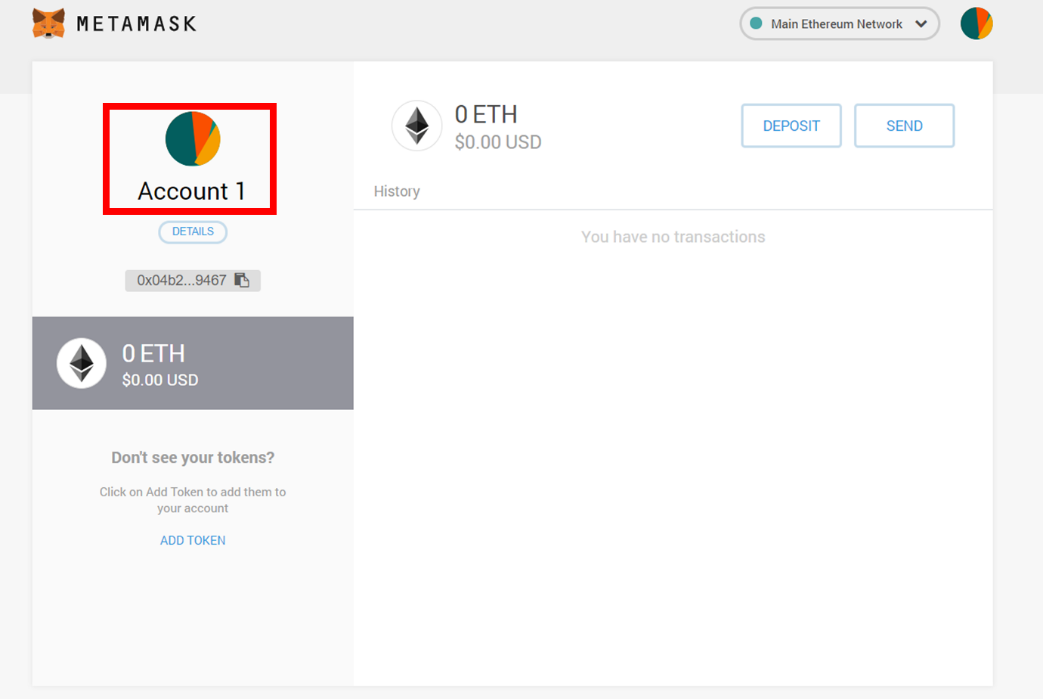 METAMASK
Main Ethereum Network
Account 1
DETAILS
0x04b2...9467
0 ETH
$0.00 USD
Don't see your tokens?
Click on Add Token to add them to
your account
ADD TOKEN
0 ETH
$0.00 USD
DEPOSIT
SEND
History
You have no transactions